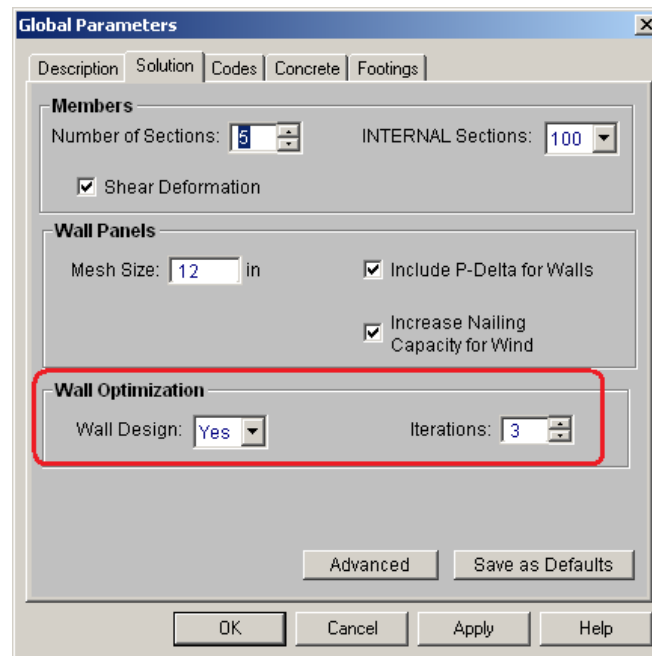 Global Parameters
Description Solution Codes Concrete Footings
Members
Number of Sections: 5 INTERNAL Sections: 100
Shear Deformation
Wall Panels
Mesh Size: 12 in Include P-Delta for Walls
Increase Nailing
Capacity for Wind
Wall Optimization
Wall Design: Yes Iterations: 3
Advanced Save as Defaults
OK Cancel Apply Help